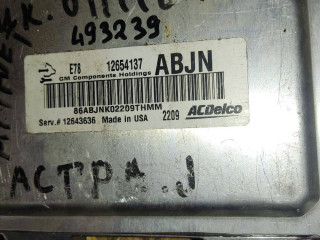 493239
E78 12654137 ABJN
GM Components Holdings
86ABJNK02209THMM
Serv.# 12643636 Made in USA 2209 ACDelco
АСТРА J